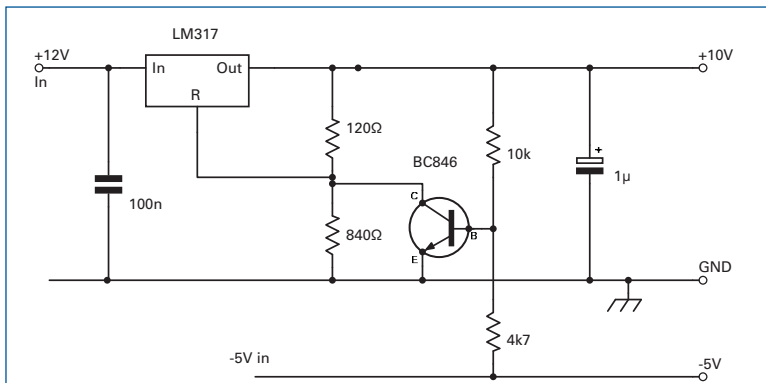 LM317
+12V
In
In
Out
R
+10V
120Ω
10k
BC846
C
B
E
1µ
+
100n
840Ω
GND
4k7
-5V in
-5V